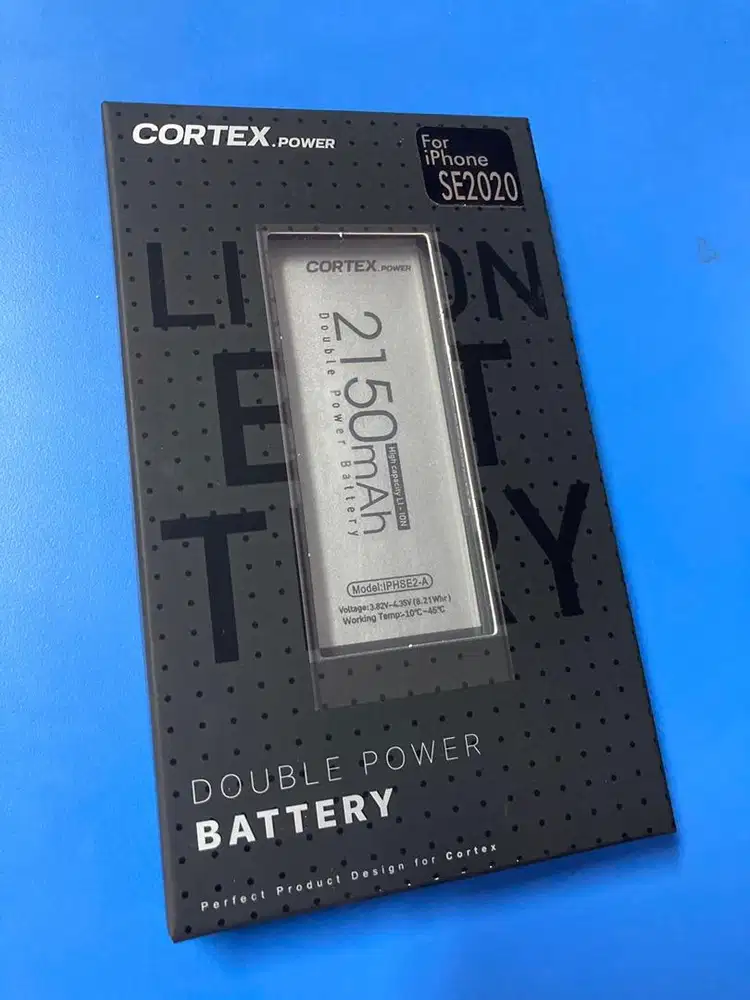 CORTEX.POWER
For
iPhone
SE2020
CORTEX.POWER
2150mAh
High capacity LI-ION
Double Power Battery
Model:IPHSE2-A
Voltage:3.82V~4.35V(8.21Whr)
Working Temp:-10℃~45℃
DOUBLE POWER
BATTERY
Perfect Product Design for Cortex